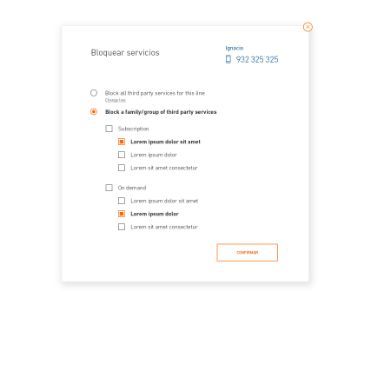 Bloquear servicios
Ignacio
932 325 325
Block all third party services for this line
Block a family/group of third party services
Subscription
Lorem ipsum dolor sit amet
Lorem ipsum dolor
Lorem sit amet consectetur
On demand
Lorem ipsum dolor sit amet
Lorem ipsum dolor
Lorem sit amet consectetur
CONFIRMAR